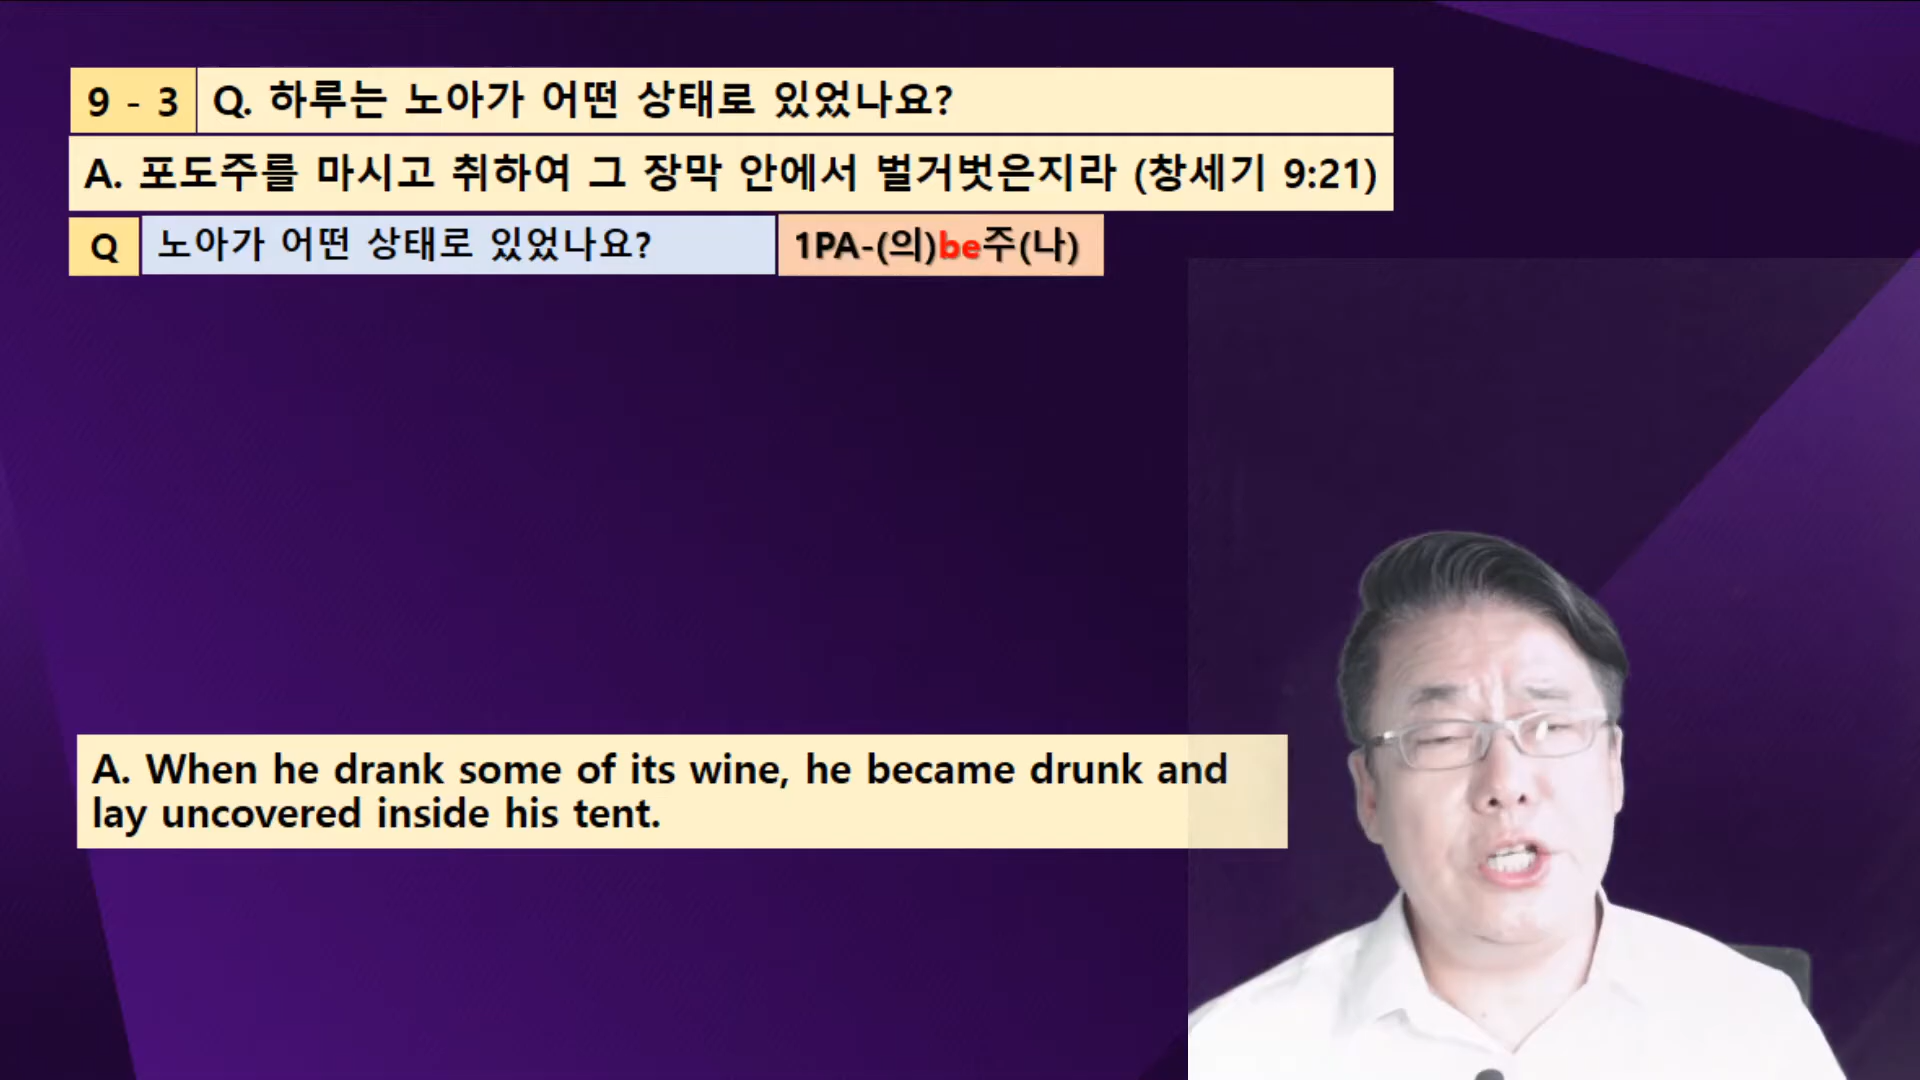 9 - 3 Q. 하루는 노아가 어떤 상태로 있었나요?
A. 포도주를 마시고 취하여 그 장막 안에서 벌거벗은지라 (창세기 9:21)
Q 노아가 어떤 상태로 있었나요? 1PA-(의)be주(나)
A. When he drank some of its wine, he became drunk and
lay uncovered inside his tent.